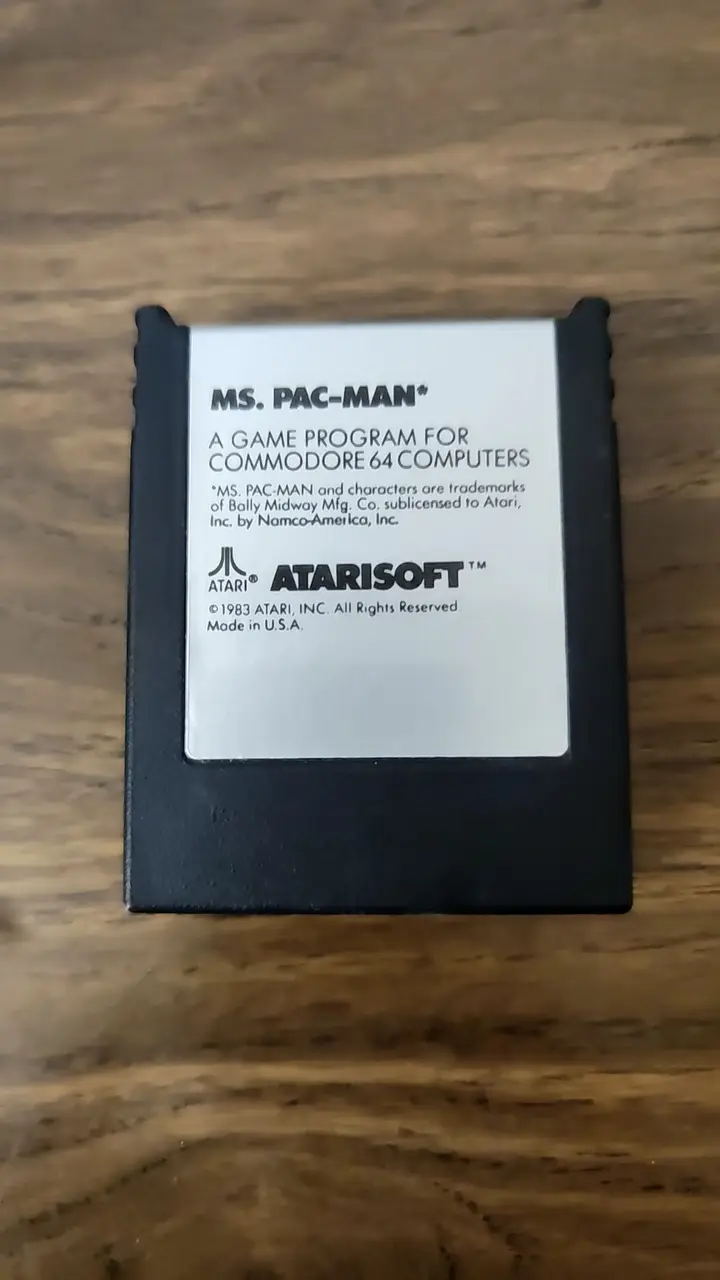 MS. PAC-MAN*
A GAME PROGRAM FOR
COMMODORE 64 COMPUTERS
*MS. PAC-MAN and characters are trademarks
of Bally Midway Mfg. Co. sublicensed to Atari,
Inc. by Namco-America, Inc.
ATARI® ATARISOFT™
©1983 ATARI, INC. All Rights Reserved
Made in U.S.A.